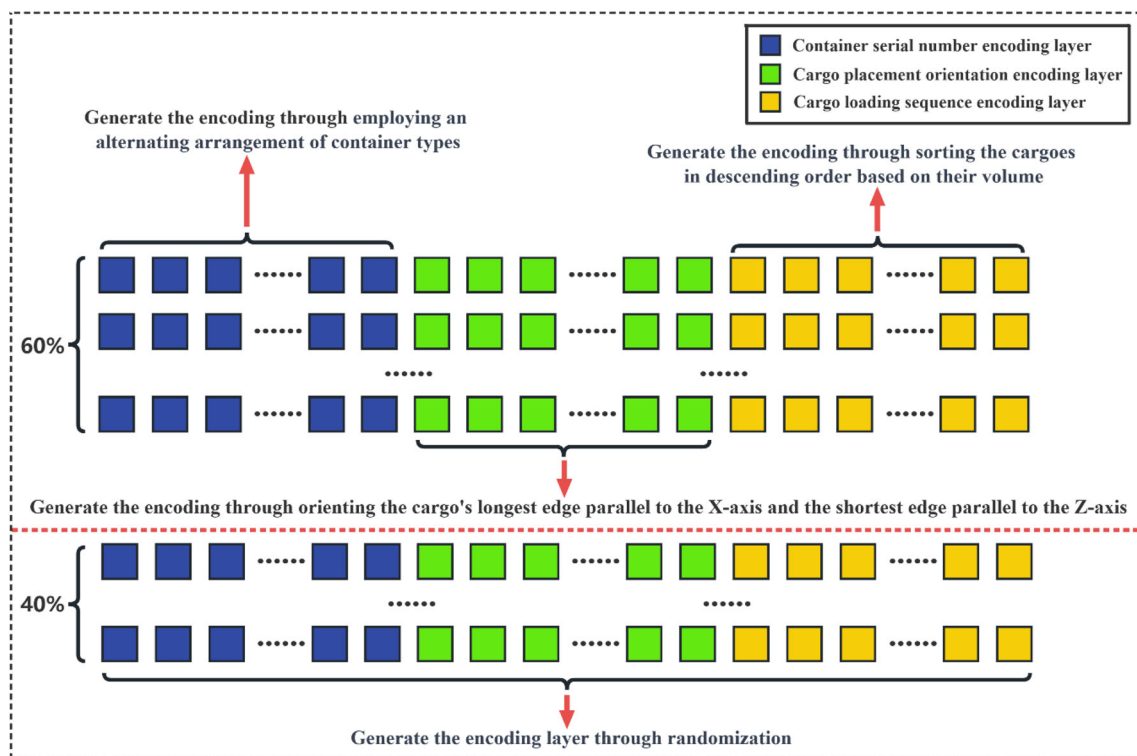 Container serial number encoding layer
Cargo placement orientation encoding layer
Cargo loading sequence encoding layer
Generate the encoding through employing an
alternating arrangement of container types
Generate the encoding through sorting the cargoes
in descending order based on their volume
60%
Generate the encoding through orienting the cargo's longest edge parallel to the X-axis and the shortest edge parallel to the Z-axis
40%
Generate the encoding layer through randomization